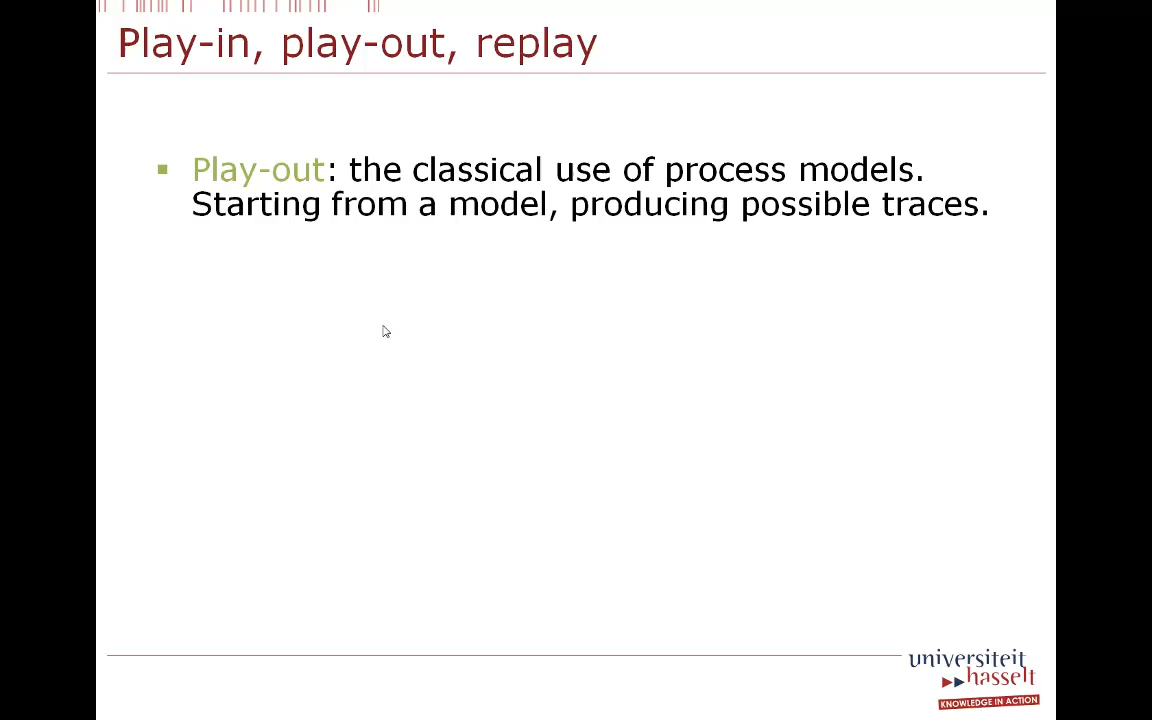 Play-in, play-out, replay
Play-out: the classical use of process models.
Starting from a model, producing possible traces.
universiteit
hasselt
KNOWLEDGE IN ACTION